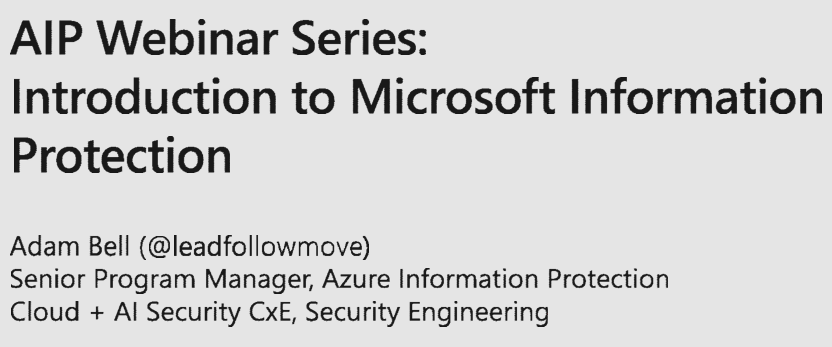 AIP Webinar Series:
Introduction to Microsoft Information
Protection
Adam Bell (@leadfollowmove)
Senior Program Manager, Azure Information Protection
Cloud + AI Security CxE, Security Engineering